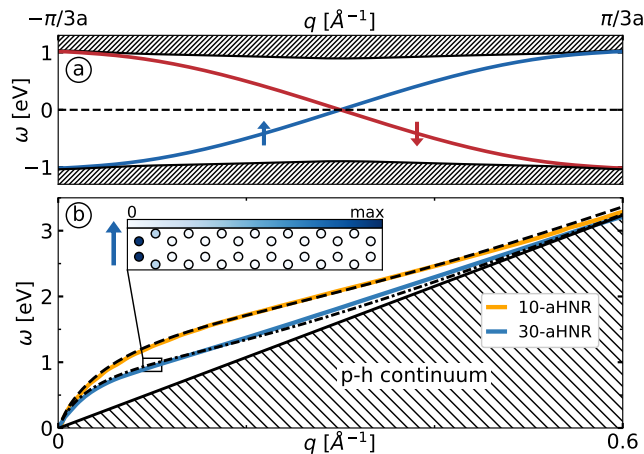 −π/3a q [Å⁻¹] π/3a
ω [eV]
1
0
−1
a
b
0 max
ω [eV]
3
2
1
0
10-aHNR
30-aHNR
p-h continuum
0 q [Å⁻¹] 0.6